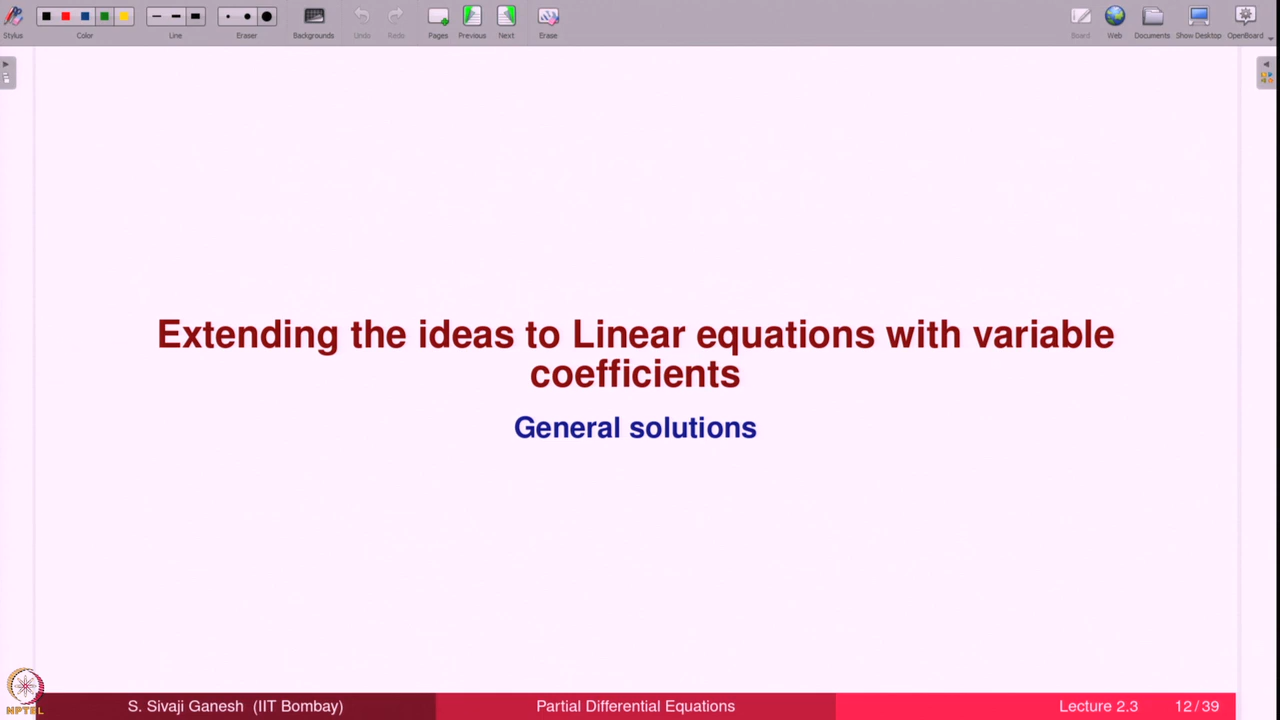 Stylus
Color
Line
Eraser
Backgrounds
Undo
Redo
Pages
Previous
Next
Erase
Board
Web
Documents
Show Desktop
OpenBoard
Extending the ideas to Linear equations with variable
coefficients
General solutions
NPTEL
S. Sivaji Ganesh (IIT Bombay)
Partial Differential Equations
Lecture 2.3
12 / 39